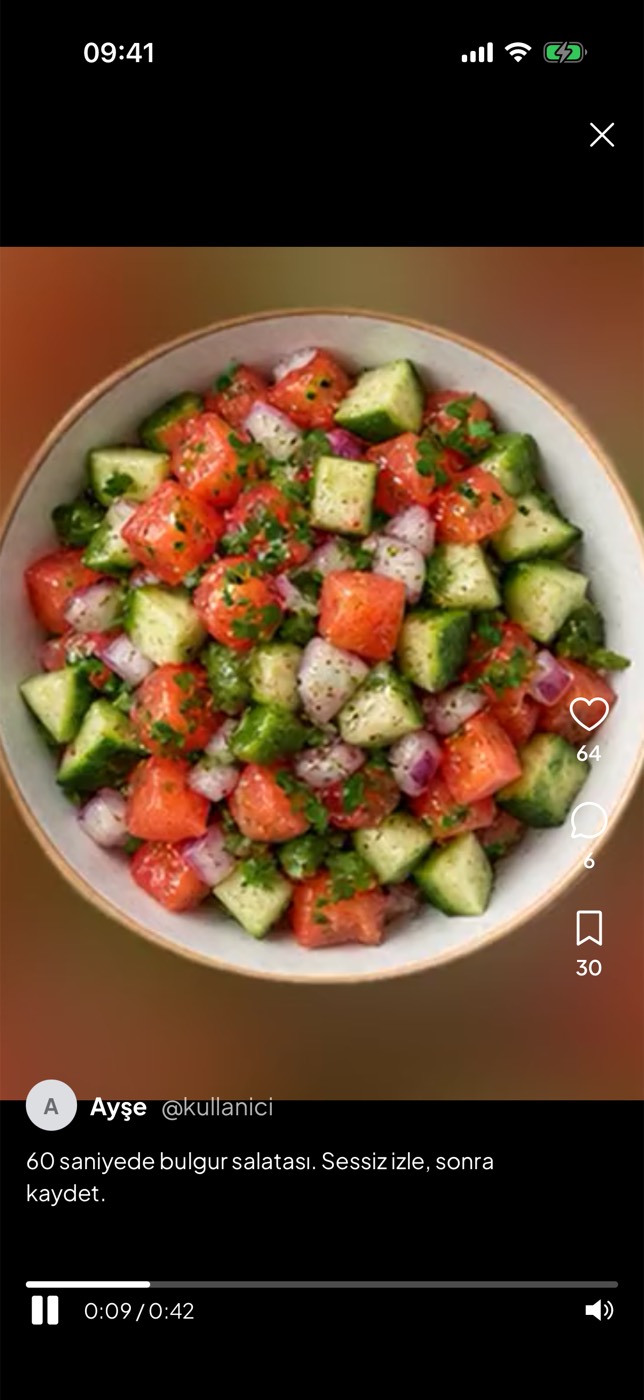 09:41
64
6
30
A
Ayşe @kullanici
60 saniyede bulgur salatası. Sessiz izle, sonra
kaydet.
0:09 / 0:42